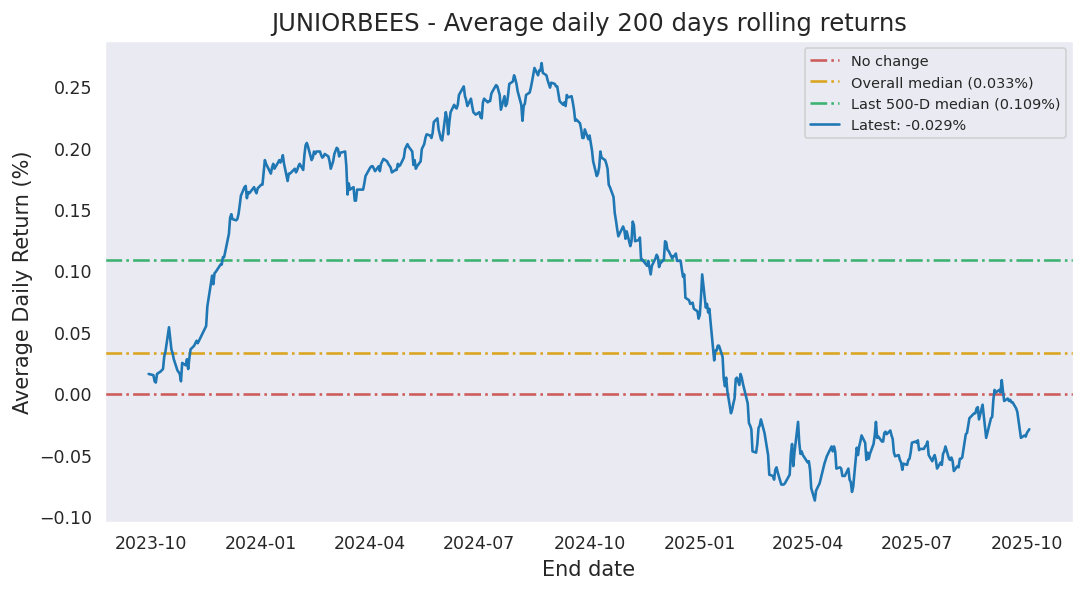 JUNIORBEES - Average daily 200 days rolling returns
No change
Overall median (0.033%)
Last 500-D median (0.109%)
Latest: -0.029%
Average Daily Return (%)
0.25
0.20
0.15
0.10
0.05
0.00
−0.05
−0.10
2023-10 2024-01 2024-04 2024-07 2024-10 2025-01 2025-04 2025-07 2025-10
End date